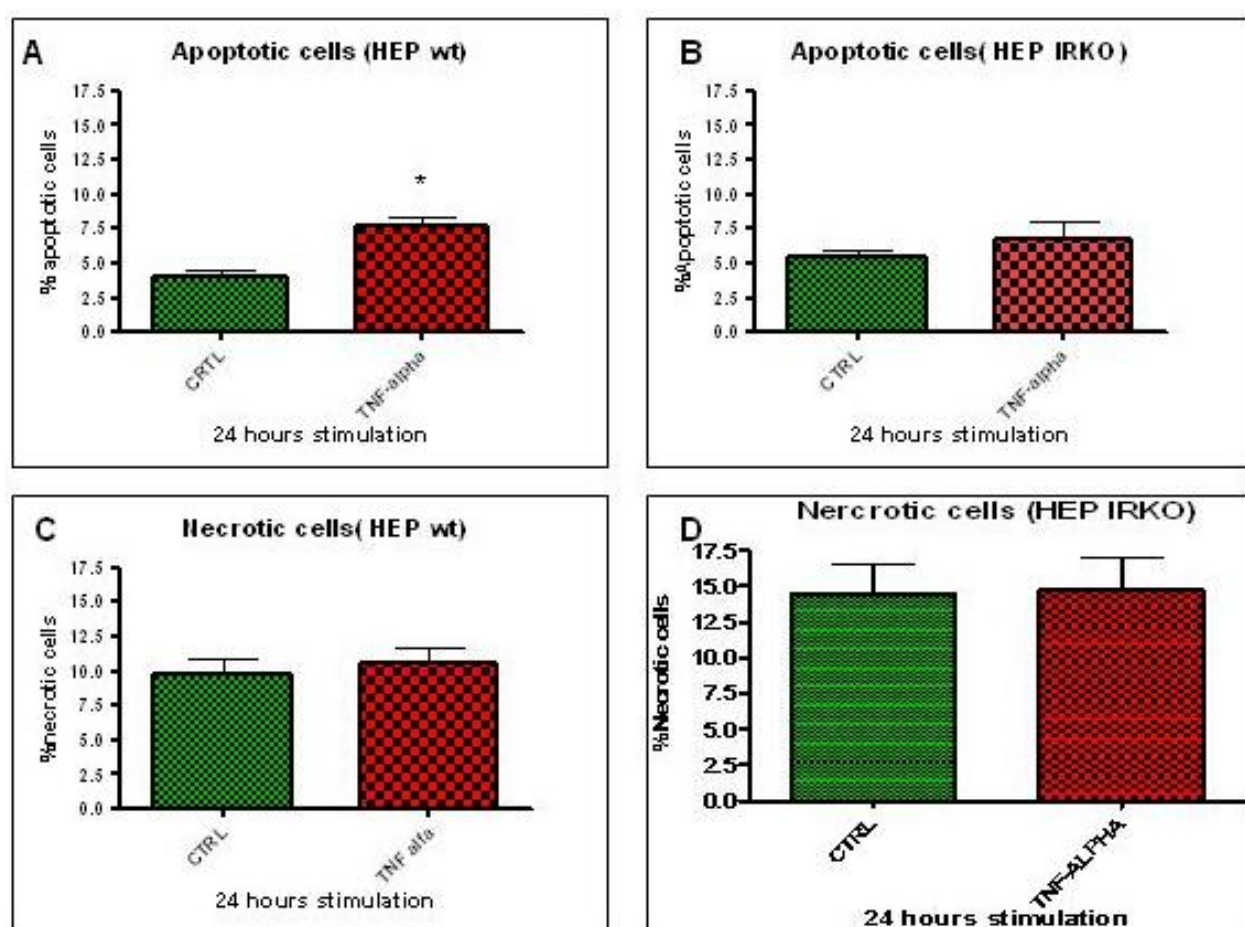 A
Apoptotic cells (HEP wt)
% apoptotic cells
17.5
15.0
12.5
10.0
7.5
5.0
2.5
0.0
*
CRTL
TNF-alpha
24 hours stimulation
B
Apoptotic cells( HEP IRKO )
%Apoptotic cells
17.5
15.0
12.5
10.0
7.5
5.0
2.5
0.0
CTRL
TNF-alpha
24 hours stimulation
C
Necrotic cells( HEP wt)
%necrotic cells
17.5
15.0
12.5
10.0
7.5
5.0
2.5
0.0
CTRL
TNF alfa
24 hours stimulation
D
Nercrotic cells (HEP IRKO)
%Necrotic cells
17.5
15.0
12.5
10.0
7.5
5.0
2.5
0.0
CTRL
TNF-ALPHA
24 hours stimulation